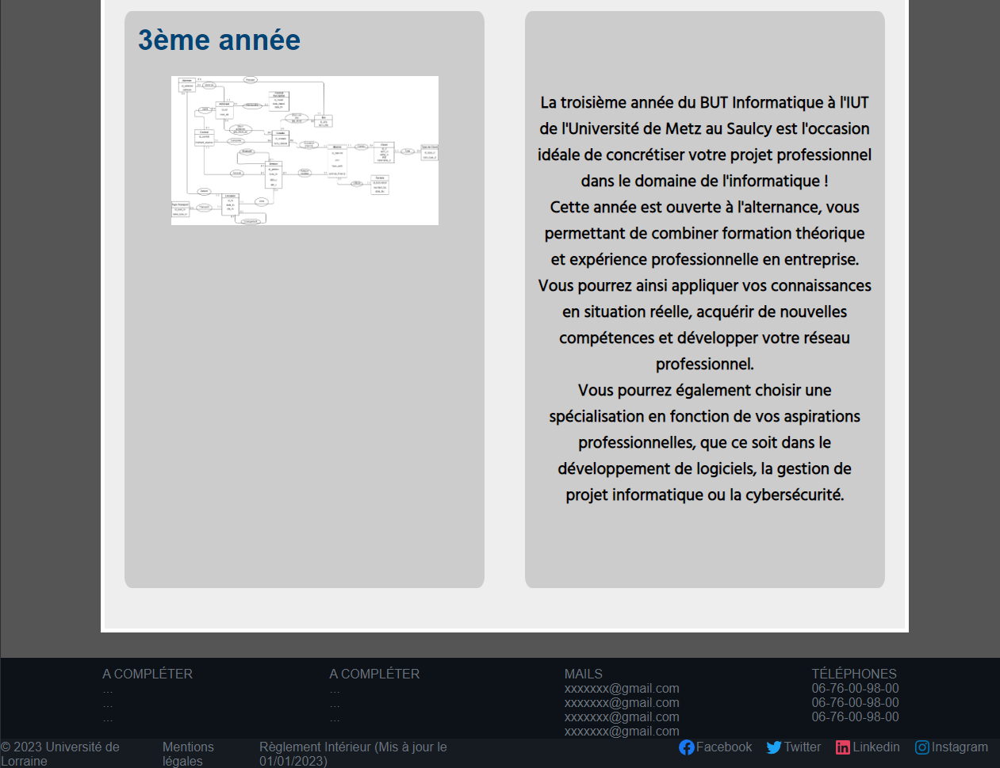 3ème année
La troisième année du BUT Informatique à l'IUT
de l'Université de Metz au Saulcy est l'occasion
idéale de concrétiser votre projet professionnel
dans le domaine de l'informatique !
Cette année est ouverte à l'alternance, vous
permettant de combiner formation théorique
et expérience professionnelle en entreprise.
Vous pourrez ainsi appliquer vos connaissances
en situation réelle, acquérir de nouvelles
compétences et développer votre réseau
professionnel.
Vous pourrez également choisir une
spécialisation en fonction de vos aspirations
professionnelles, que ce soit dans le
développement de logiciels, la gestion de
projet informatique ou la cybersécurité.
A COMPLÉTER
...
...
...
A COMPLÉTER
...
...
...
MAILS
xxxxxxx@gmail.com
xxxxxxx@gmail.com
xxxxxxx@gmail.com
xxxxxxx@gmail.com
TÉLÉPHONES
06-76-00-98-00
06-76-00-98-00
06-76-00-98-00
© 2023 Université de
Lorraine
Mentions
légales
Règlement Intérieur (Mis à jour le
01/01/2023)
Facebook
Twitter
Linkedin
Instagram